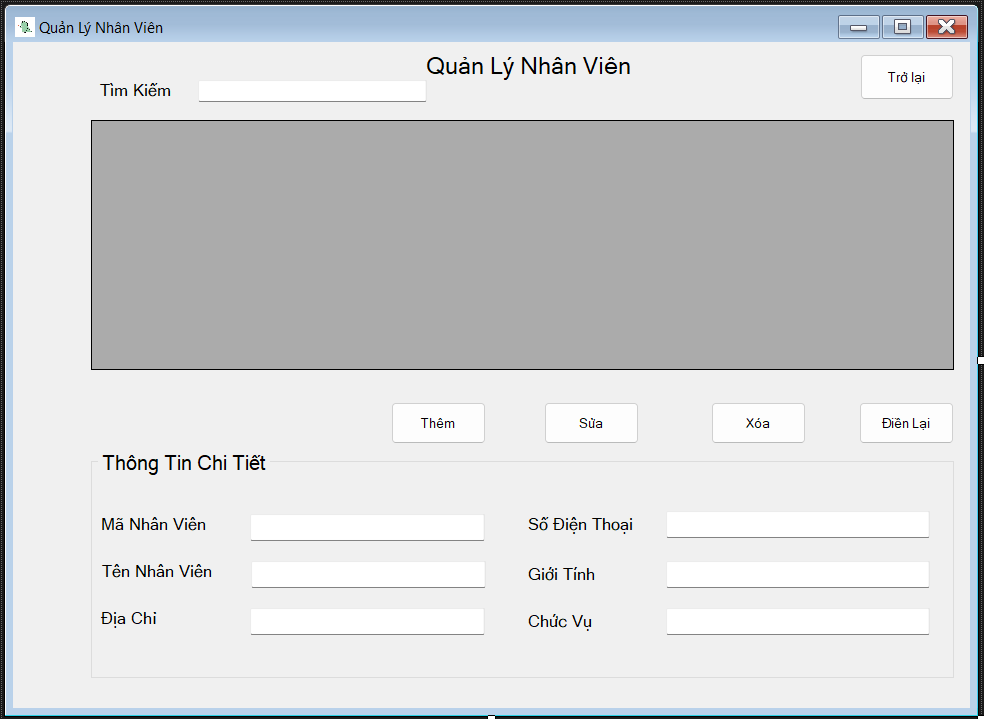 Quản Lý Nhân Viên
Quản Lý Nhân Viên
Trở lại
Tìm Kiếm
Thêm
Sửa
Xóa
Điền Lại
Thông Tin Chi Tiết
Mã Nhân Viên
Số Điện Thoại
Tên Nhân Viên
Giới Tính
Địa Chỉ
Chức Vụ